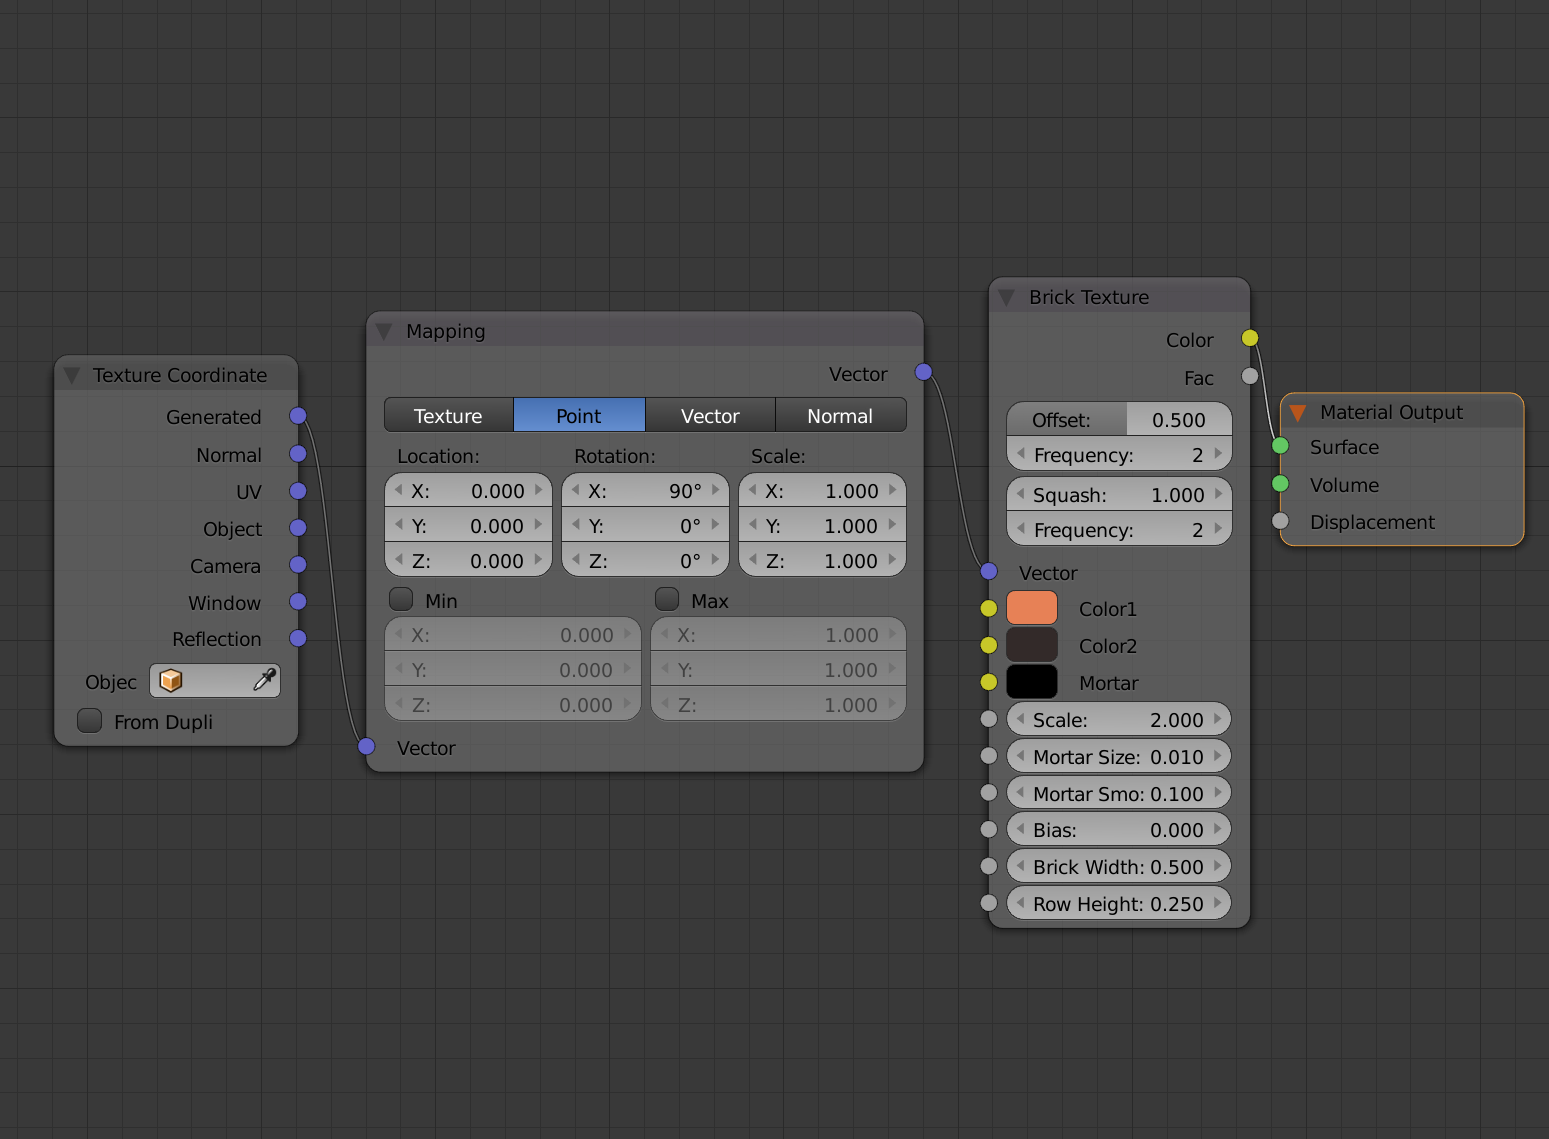 Texture Coordinate
Generated
Normal
UV
Object
Camera
Window
Reflection
Objec
From Dupli
Mapping
Vector
Texture Point Vector Normal
Location: Rotation: Scale:
X: 0.000 X: 90° X: 1.000
Y: 0.000 Y: 0° Y: 1.000
Z: 0.000 Z: 0° Z: 1.000
Min Max
X: 0.000 X: 1.000
Y: 0.000 Y: 1.000
Z: 0.000 Z: 1.000
Vector
Brick Texture
Color
Fac
Offset: 0.500
Frequency: 2
Squash: 1.000
Frequency: 2
Vector
Color1
Color2
Mortar
Scale: 2.000
Mortar Size: 0.010
Mortar Smo: 0.100
Bias: 0.000
Brick Width: 0.500
Row Height: 0.250
Material Output
Surface
Volume
Displacement